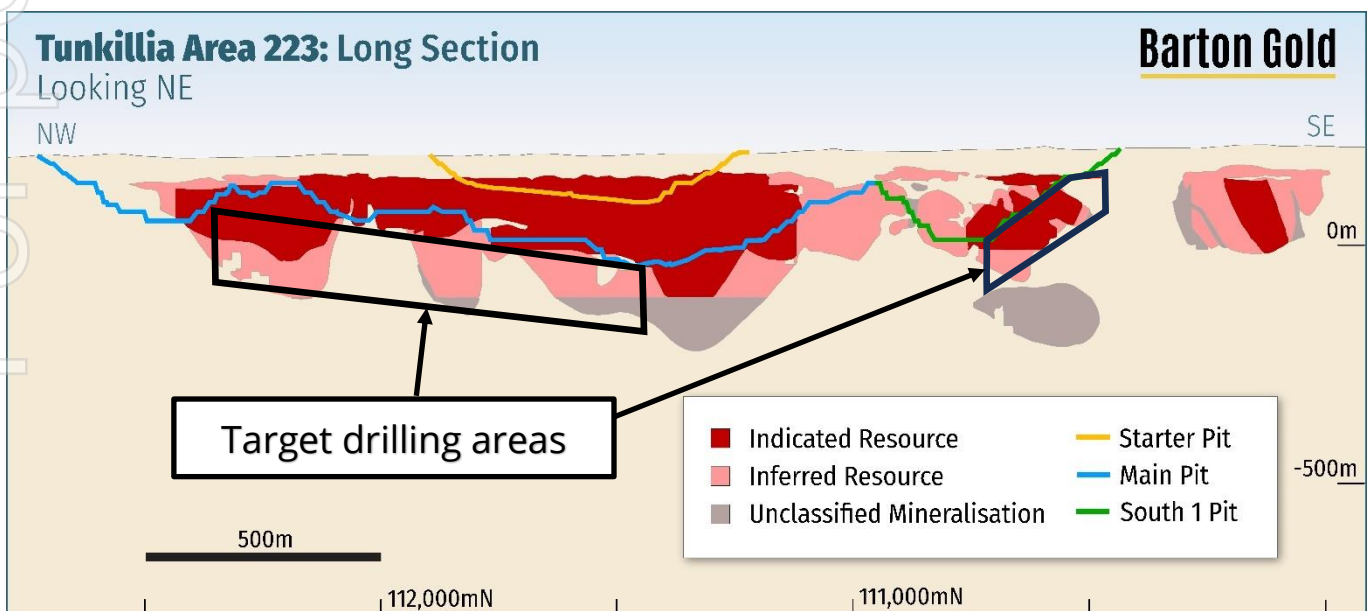 Tunkillia Area 223: Long Section
Barton Gold
Looking NE
NW
SE
0m
Target drilling areas
Indicated Resource
Inferred Resource
Unclassified Mineralisation
Starter Pit
Main Pit
South 1 Pit
-500m
500m
112,000mN
111,000mN